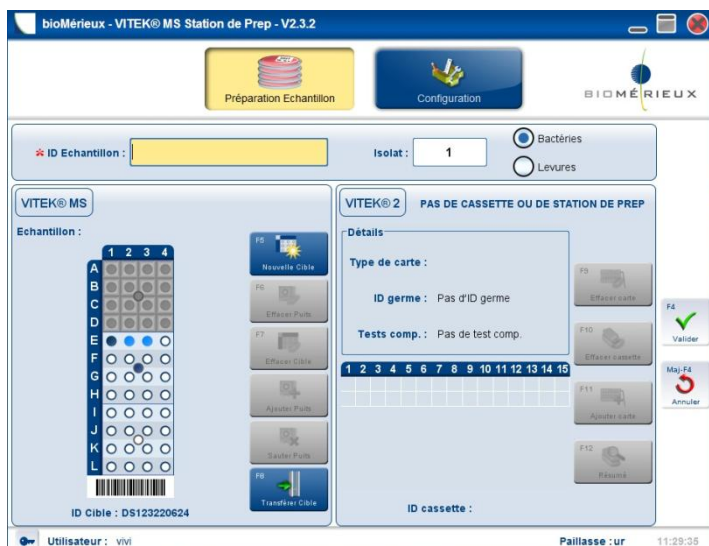 bioMérieux - VITEK® MS Station de Prep - V2.3.2
Préparation Echantillon
Configuration
BIOMÉRIEUX
* ID Echantillon :
Isolat :
1
Bactéries
Levures
VITEK® MS
Echantillon :
1 2 3 4
A
B
C
D
E
F
G
H
I
J
K
L
ID Cible : DS123220624
F5
Nouvelle Cible
F6
Effacer Puits
F7
Effacer Cible
Ajouter Puits
Sauter Puits
F8
Transférer Cible
VITEK® 2
PAS DE CASSETTE OU DE STATION DE PREP
Détails
Type de carte :
ID germe : Pas d'ID germe
Tests comp. : Pas de test comp.
1 2 3 4 5 6 7 8 9 10 11 12 13 14 15
ID cassette :
F9
Effacer carte
F10
Effacer cassette
F11
Ajouter carte
F12
Résumé
F4
Valider
Maj-F4
Annuler
Utilisateur : vivi
Paillasse : ur
11:29:35